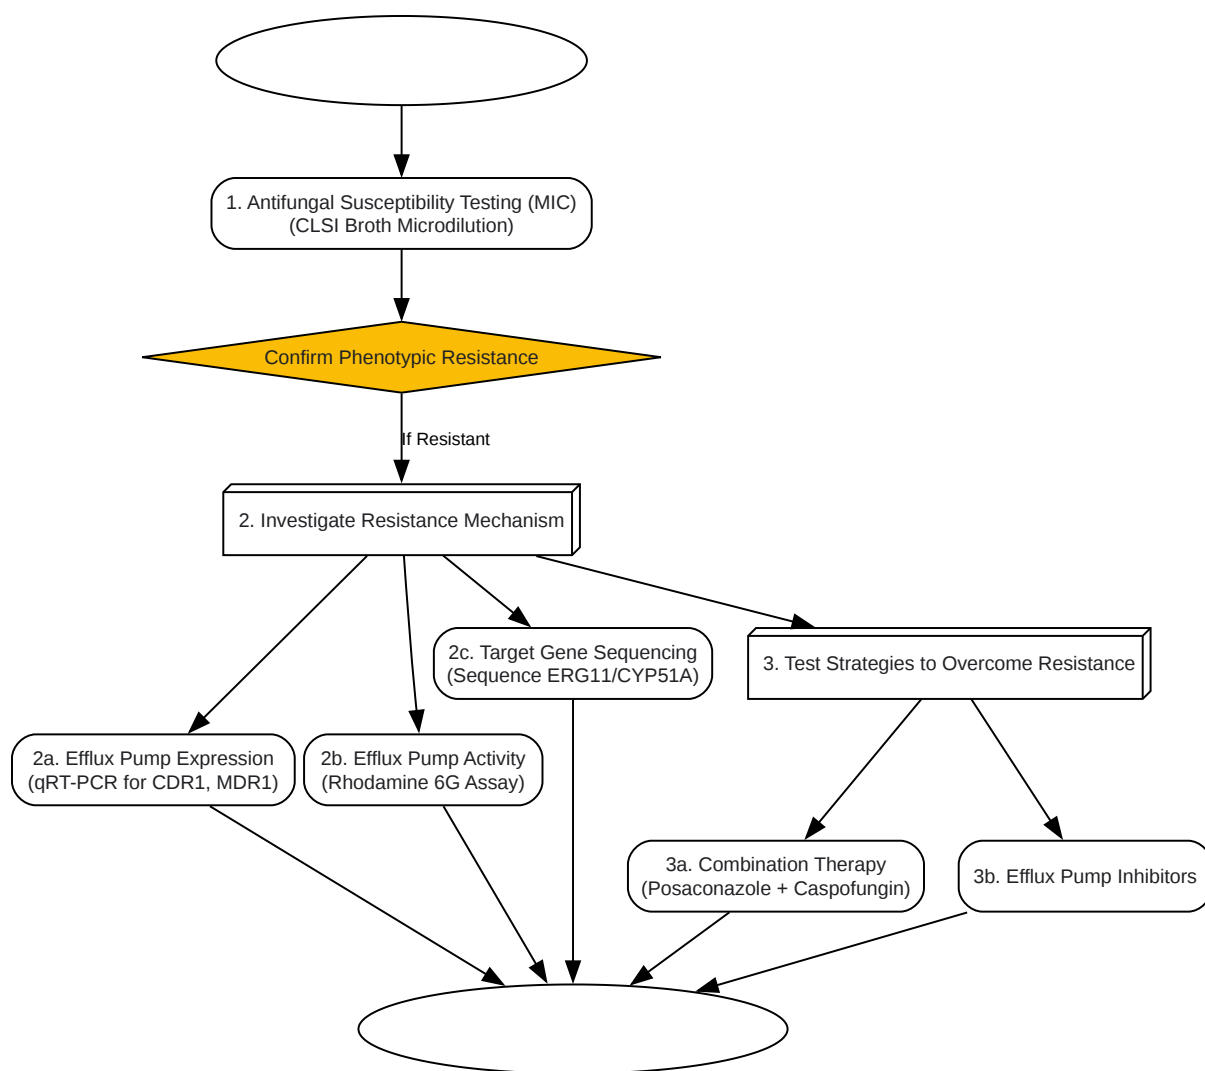 1. Antifungal Susceptibility Testing (MIC)
(CLSI Broth Microdilution)
Confirm Phenotypic Resistance
If Resistant
2. Investigate Resistance Mechanism
2c. Target Gene Sequencing
(Sequence ERG11/CYP51A)
3. Test Strategies to Overcome Resistance
2a. Efflux Pump Expression
(qRT-PCR for CDR1, MDR1)
2b. Efflux Pump Activity
(Rhodamine 6G Assay)
3a. Combination Therapy
(Posaconazole + Caspofungin)
3b. Efflux Pump Inhibitors